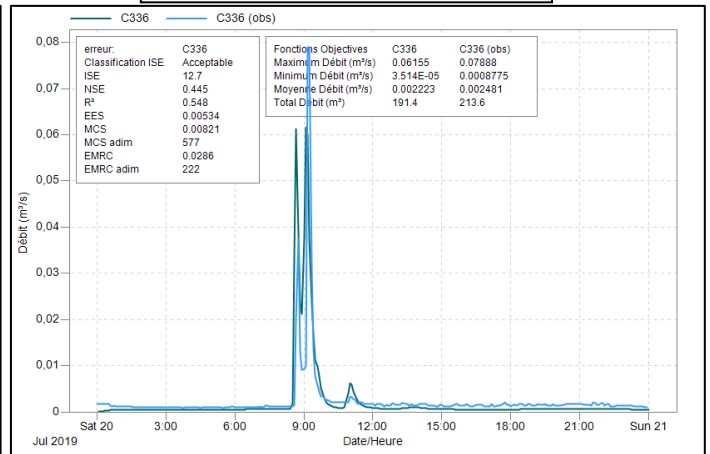 C336 C336 (obs)
0,08
0,07
0,06
0,05
0,04
0,03
0,02
0,01
0
Débit (m³/s)
erreur: C336
Classification ISE Acceptable
ISE 12.7
NSE 0.445
R² 0.548
EES 0.00534
MCS 0.00821
MCS adim 577
EMRC 0.0286
EMRC adim 222
Fonctions Objectives C336 C336 (obs)
Maximum Débit (m³/s) 0.06155 0.07888
Minimum Débit (m³/s) 3.514E-05 0.0008775
Moyenne Débit (m³/s) 0.002223 0.002481
Total Débit (m³) 191.4 213.6
Sat 20 3:00 6:00 9:00 12:00 15:00 18:00 21:00 Sun 21
Jul 2019 Date/Heure